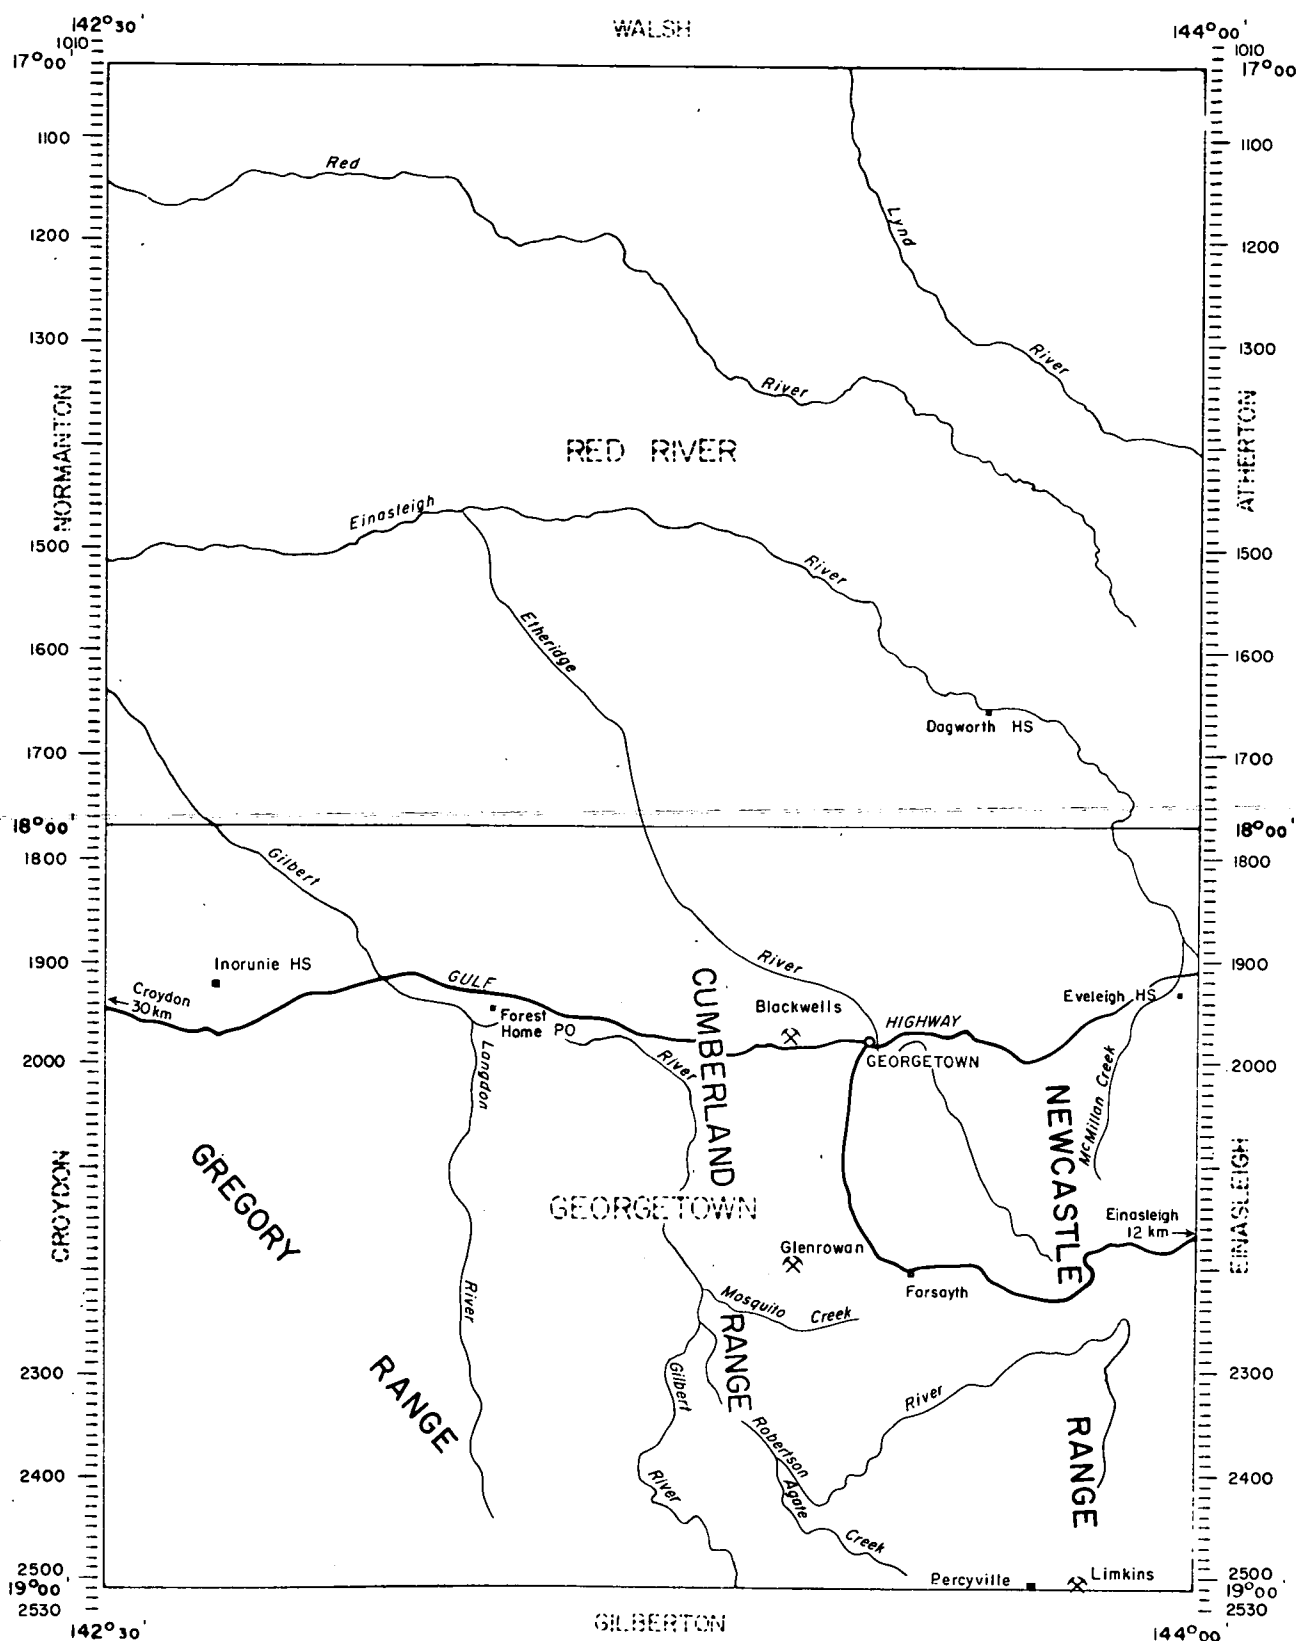 142°30'
WALSH
144°00'
1010
1010
17°00'
17°00'
1100
1100
Red
Lynd
1200
1200
1300
1300
River
River
NORMANTON
RED RIVER
ATHERTON
Einasleigh
1500
1500
River
Etheridge
1600
1600
Dagworth HS
1700
1700
18°00'
18°00'
1800
1800
Gilbert
River
1900
1900
Inorunie HS
GULF
Croydon
30 km
Forest
Home PO
Blackwells
HIGHWAY
Eveleigh HS
GEORGETOWN
2000
2000
River
Langdon
CUMBERLAND
NEWCASTLE
McMillan Creek
CROYDON
GREGORY
GEORGETOWN
Einasleigh
12 km
EINASLEIGH
Glenrowan
Forsayth
River
Mosquito Creek
RANGE
RANGE
Gilbert
River
2300
2300
Robertson
River
Agate
Creek
RANGE
2400
2400
2500
2500
Percyville
Limkins
19°00'
19°00'
2530
2530
142°30'
GILBERTON
144°00'